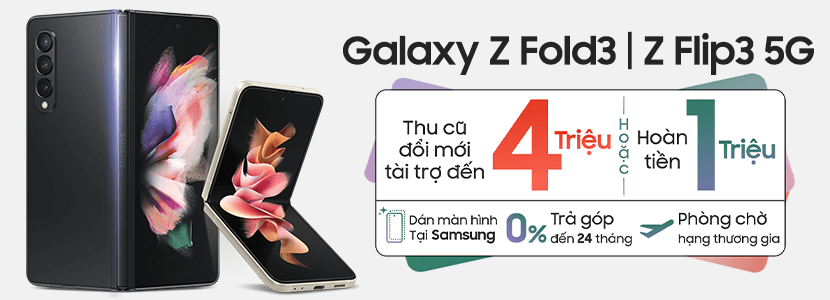 Galaxy Z Fold3 | Z Flip3 5G
Thu cũ
đổi mới
tài trợ đến
4 Triệu
Hoặc
Hoàn
tiền
1 Triệu
Dán màn hình
Tại Samsung
0% Trả góp
đến 24 tháng
Phòng chờ
hạng thương gia